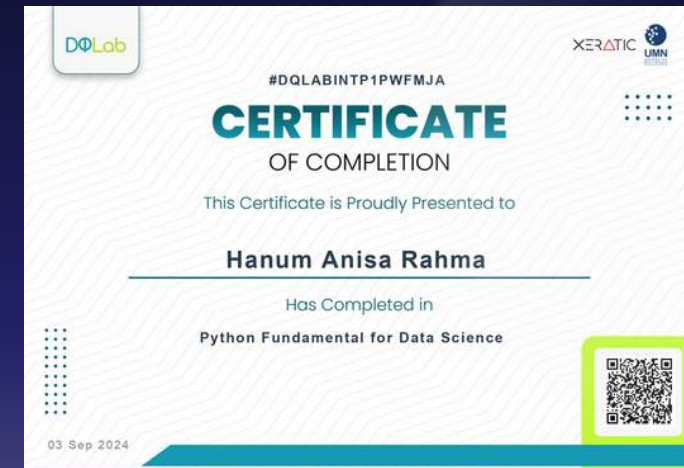 DQLab
XERATIC
UMN
#DQLABINTP1PWFMJA
CERTIFICATE
OF COMPLETION
This Certificate is Proudly Presented to
Hanum Anisa Rahma
Has Completed in
Python Fundamental for Data Science
03 Sep 2024